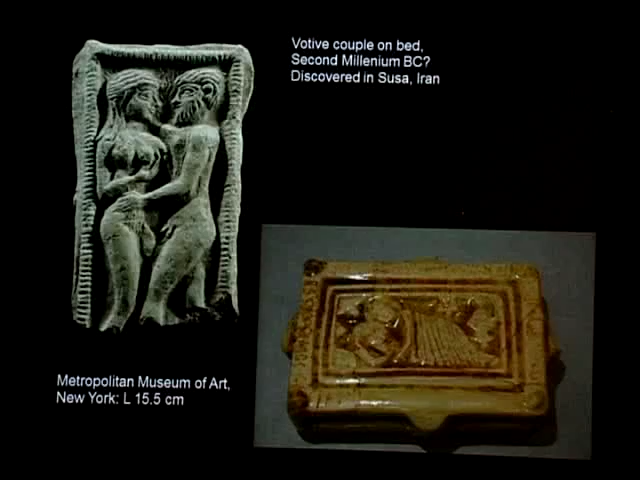 Votive couple on bed,
Second Millenium BC?
Discovered in Susa, Iran
Metropolitan Museum of Art,
New York: L 15.5 cm